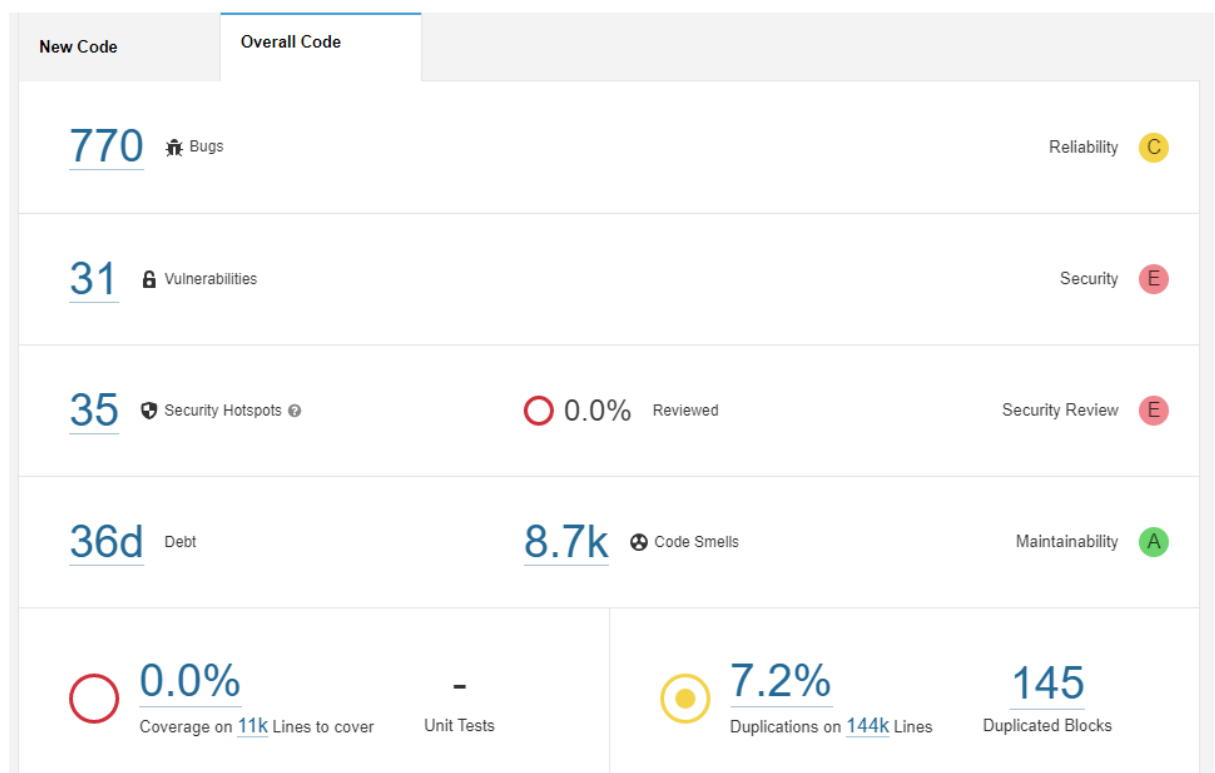 New Code Overall Code
770 Bugs Reliability C
31 Vulnerabilities Security E
35 Security Hotspots ? 0.0% Reviewed Security Review E
36d Debt 8.7k Code Smells Maintainability A
0.0% - 7.2% 145
Coverage on 11k Lines to cover Unit Tests Duplications on 144k Lines Duplicated Blocks